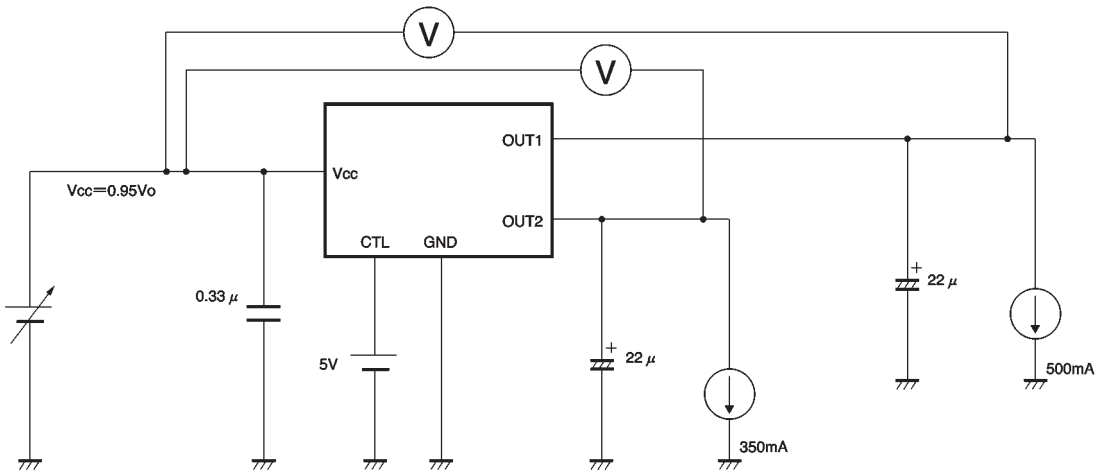 V
V
OUT1
Vcc
Vcc=0.95Vo
OUT2
CTL
GND
0.33 μ
+
22 μ
5V
+
22 μ
500mA
350mA